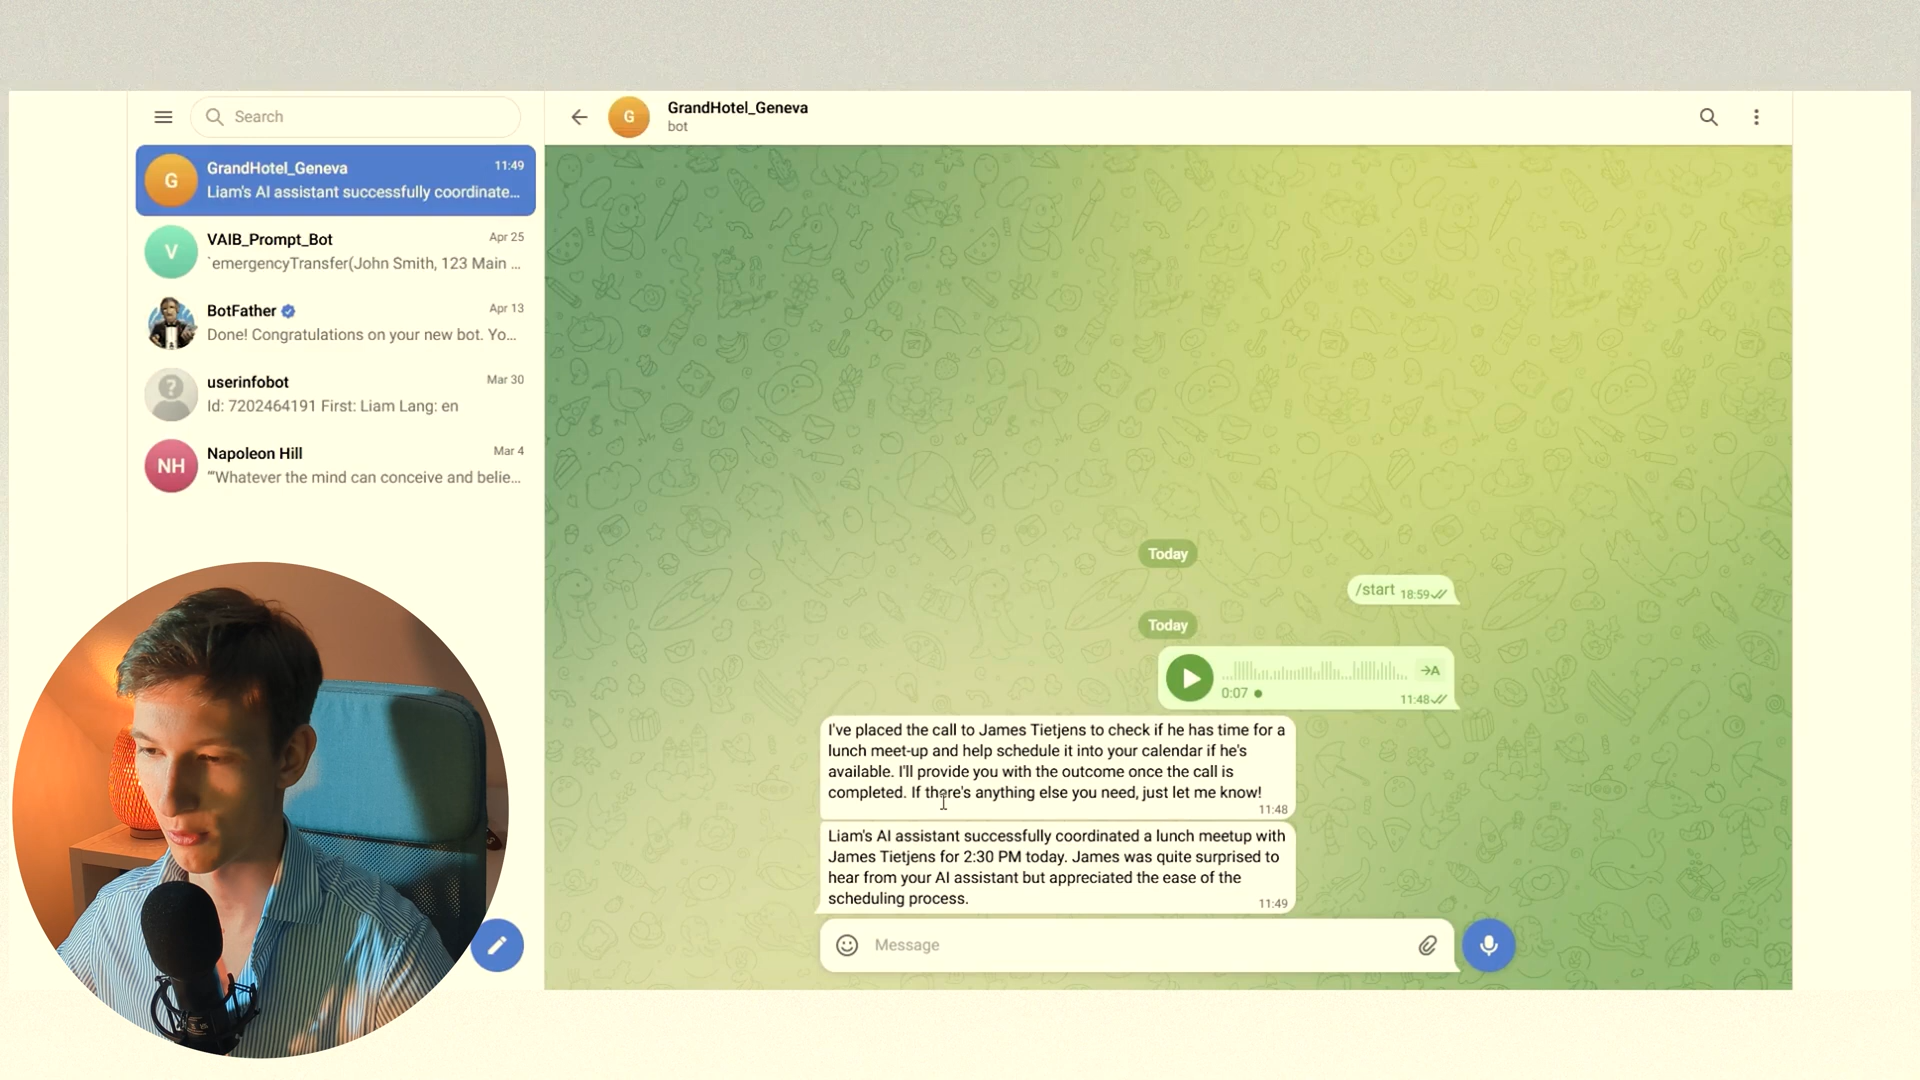 Search
GrandHotel_Geneva
11:49
Liam's AI assistant successfully coordinate...
VAIB_Prompt_Bot
Apr 25
`emergencyTransfer(John Smith, 123 Main ...
BotFather
Apr 13
Done! Congratulations on your new bot. Yo...
userinfobot
Mar 30
Id: 7202464191 First: Liam Lang: en
NH
Napoleon Hill
Mar 4
"“Whatever the mind can conceive and belie...
G
V
?
G
GrandHotel_Geneva
bot
Today
/start 18:59
Today
→A
0:07
11:48
I've placed the call to James Tietjens to check if he has time for a
lunch meet-up and help schedule it into your calendar if he's
available. I'll provide you with the outcome once the call is
completed. If there's anything else you need, just let me know!
11:48
Liam's AI assistant successfully coordinated a lunch meetup with
James Tietjens for 2:30 PM today. James was quite surprised to
hear from your AI assistant but appreciated the ease of the
scheduling process.
11:49
Message